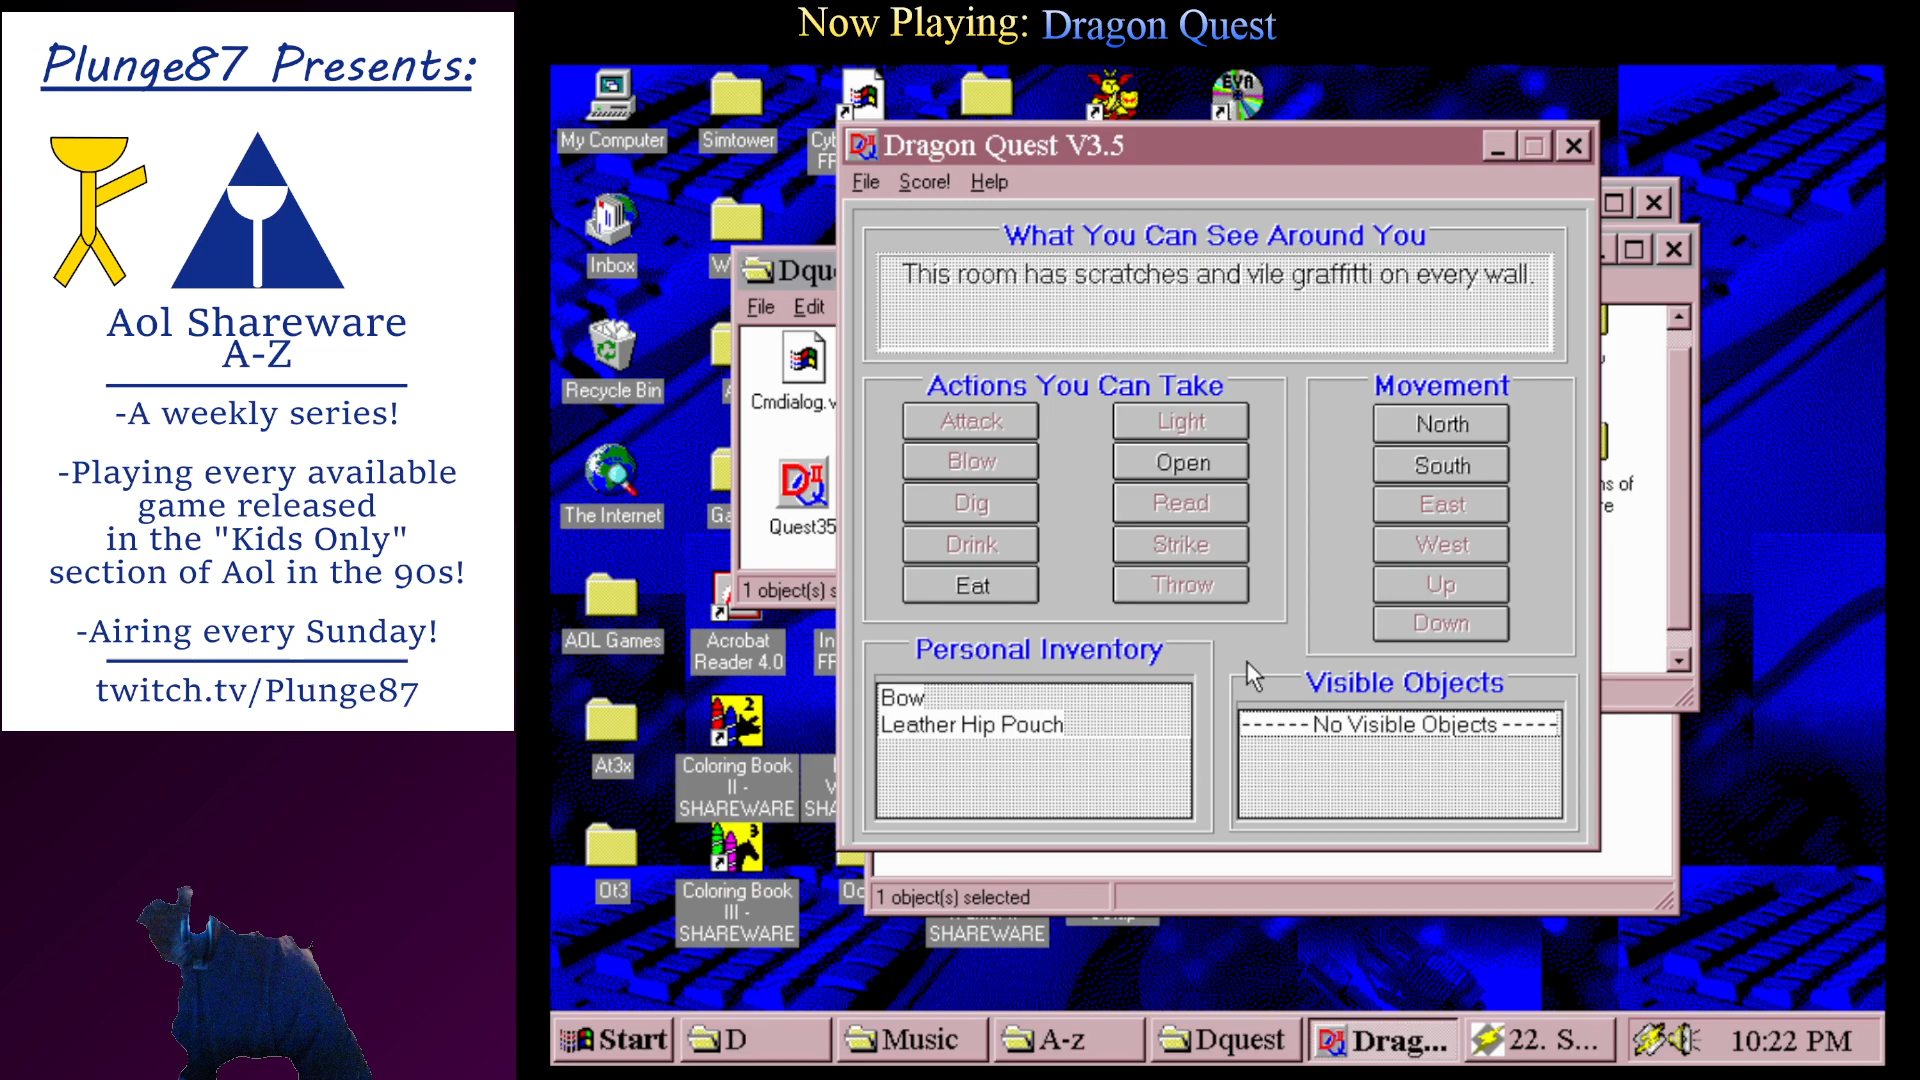 Plunge87 Presents:
Aol Shareware
A-Z
-A weekly series!
-Playing every available
game released
in the "Kids Only"
section of Aol in the 90s!
-Airing every Sunday!
twitch.tv/Plunge87
Now Playing: Dragon Quest
My Computer
Simtower
Inbox
Recycle Bin
The Internet
AOL Games
Acrobat
Reader 4.0
At3x
Coloring Book
II -
SHAREWARE
Ot3
Coloring Book
III -
SHAREWARE
SHAREWARE
EVA
Dqu
File Edit
Cmdialog.v
Quest35
1 object(s) s
Dragon Quest V3.5
File Score! Help
What You Can See Around You
This room has scratches and vile graffitti on every wall.
Actions You Can Take
Attack Light
Blow Open
Dig Read
Drink Strike
Eat Throw
Movement
North
South
East
West
Up
Down
Personal Inventory
Bow
Leather Hip Pouch
Visible Objects
------ No Visible Objects -----
1 object(s) selected
Start D Music A-z Dquest Drag... 22. S... 10:22 PM